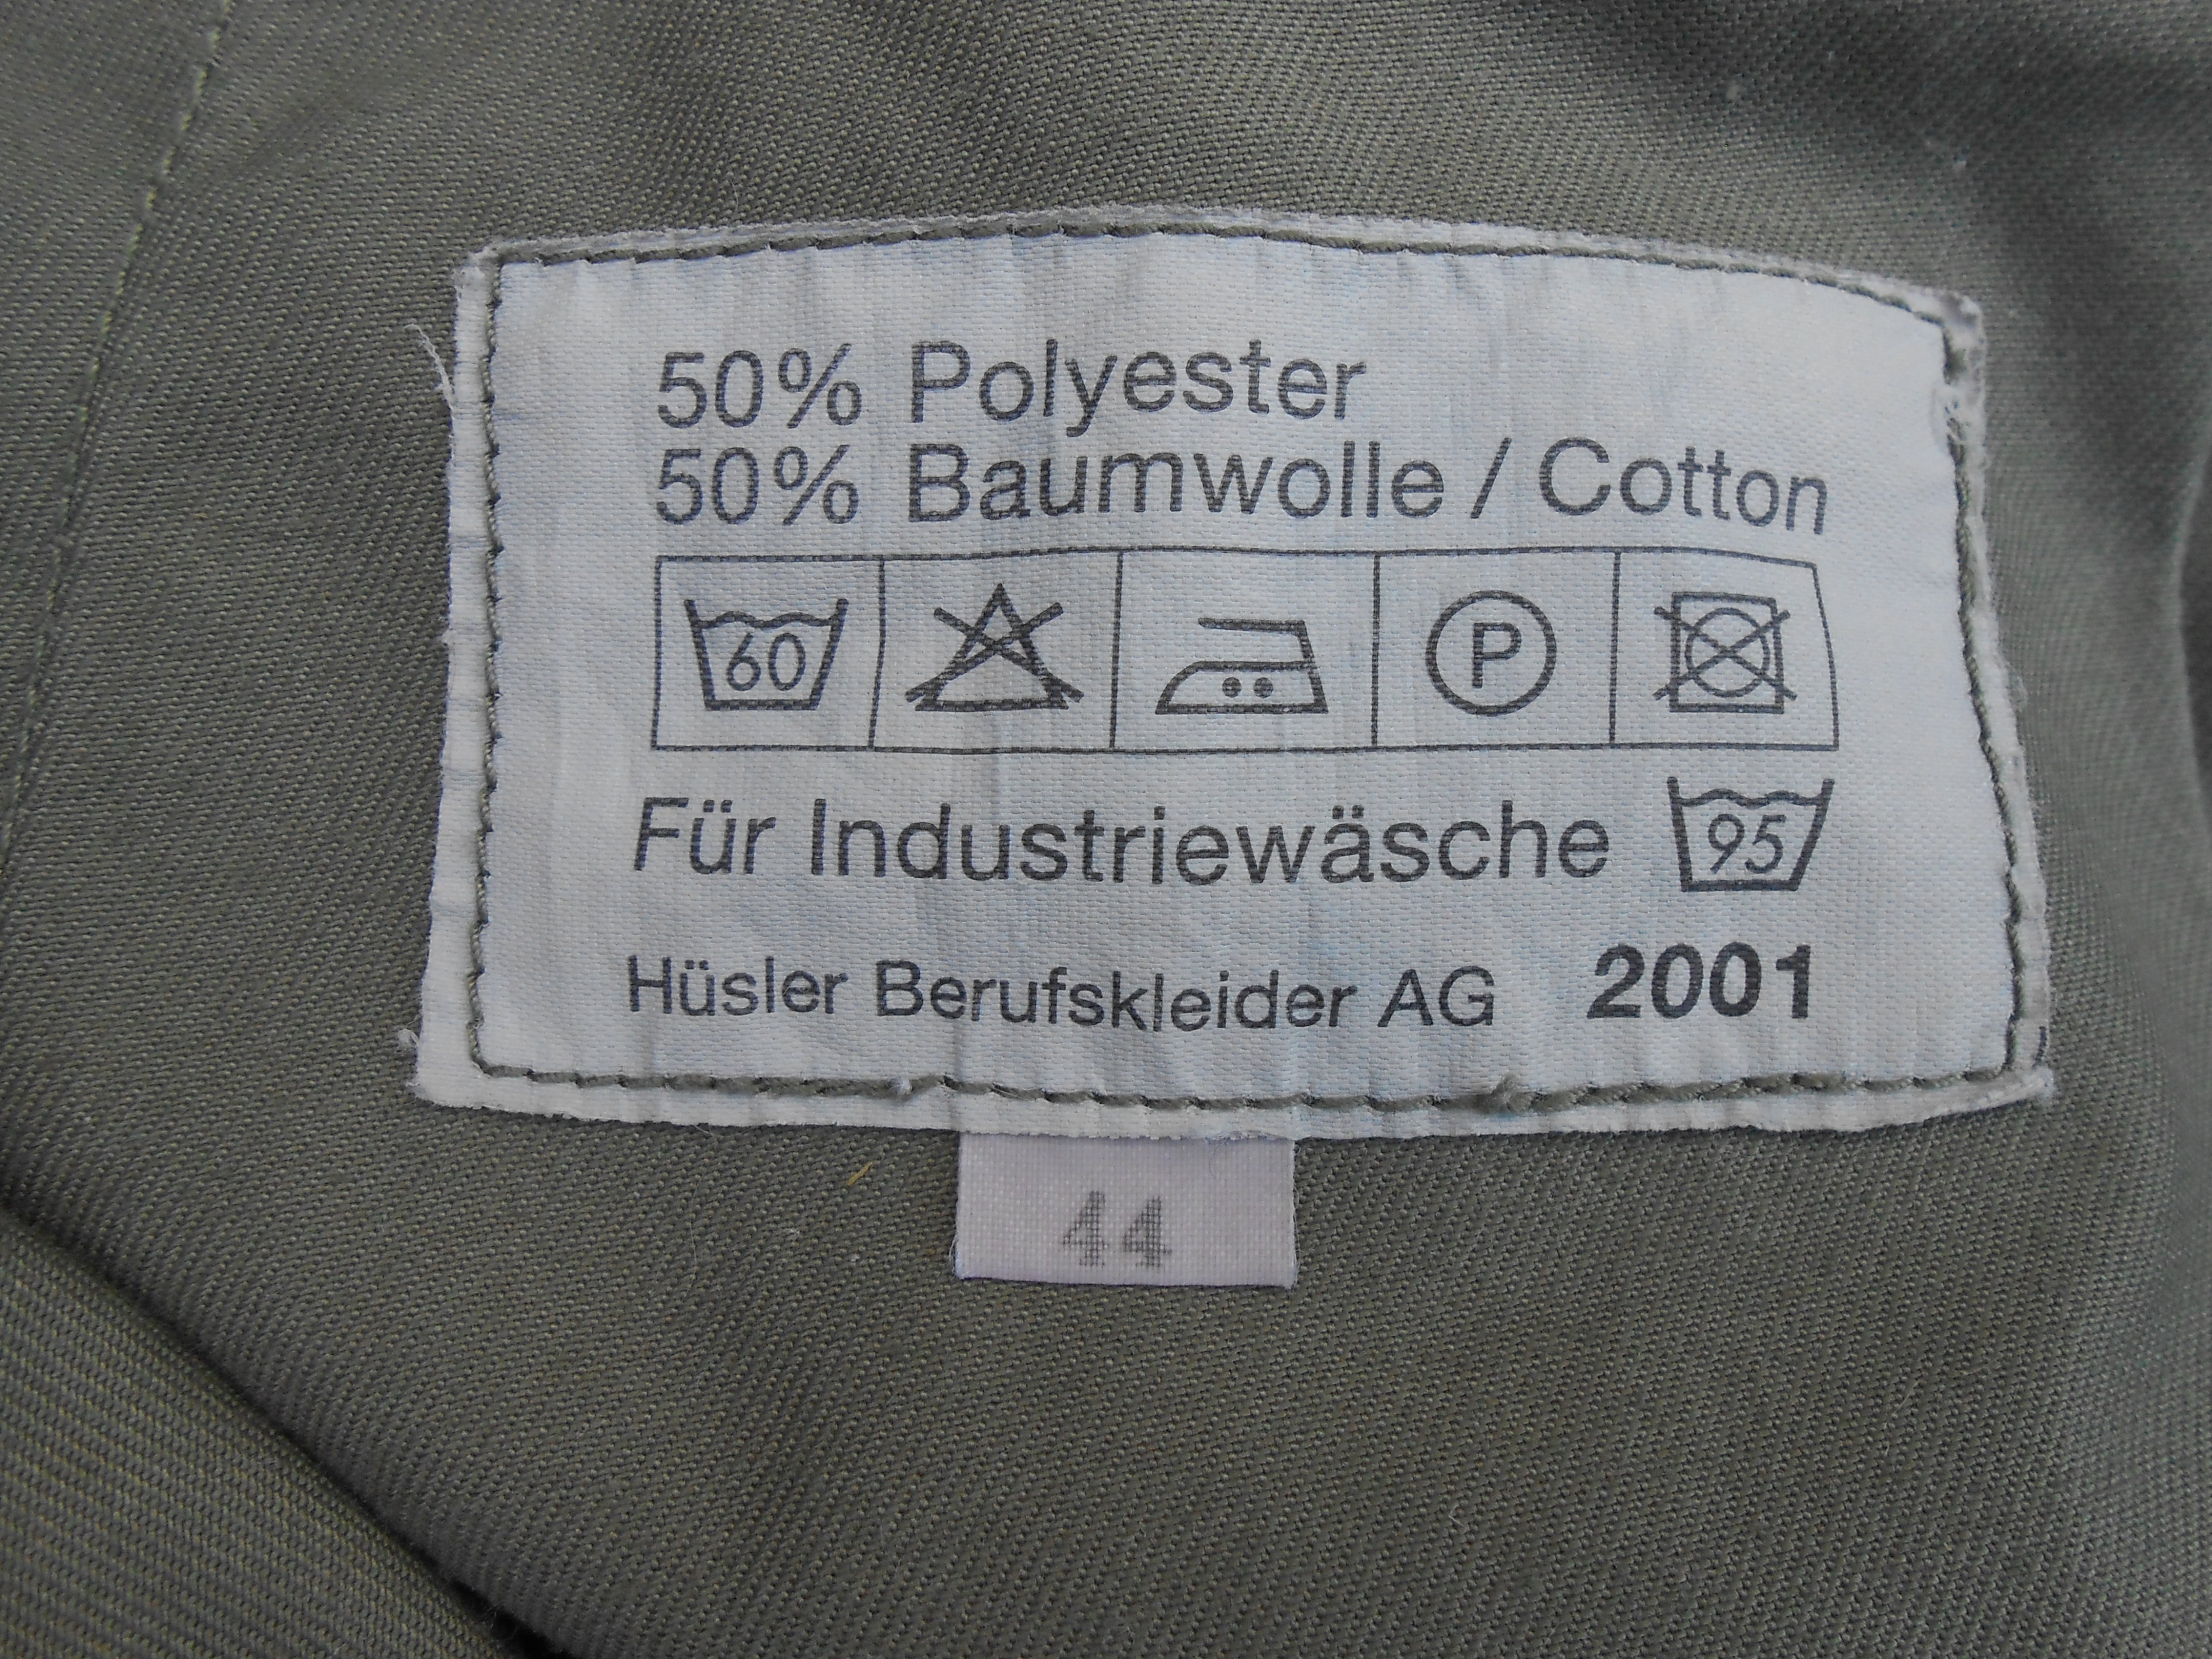 50% Polyester
50% Baumwolle / Cotton
60 P
Für Industriewäsche 95
Hüsler Berufskleider AG 2001
44